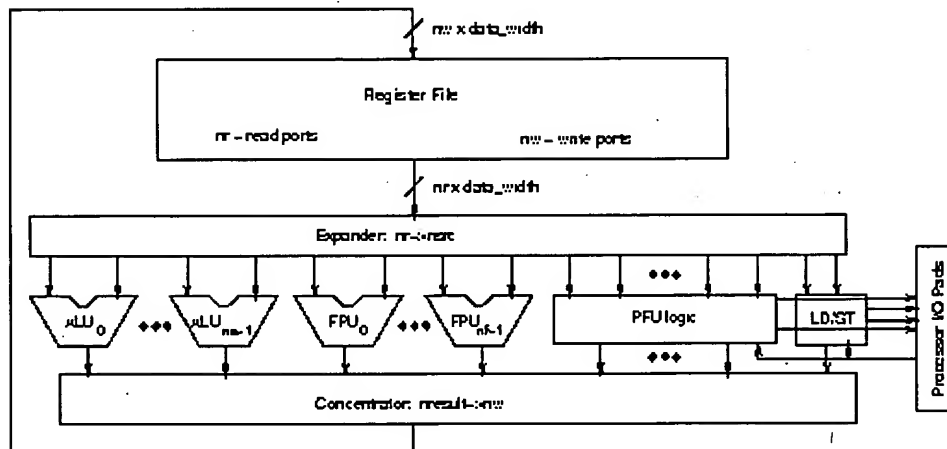 nw x data_width
Register File
nr – read ports
nw – write ports
nr x data_width
Expander: nr->nsrc
ALU0
ALUna-1
FPU0
FPUnf-1
PFU logic
LD/ST
Processor I/O Pads
Concentrator: nresult->nw